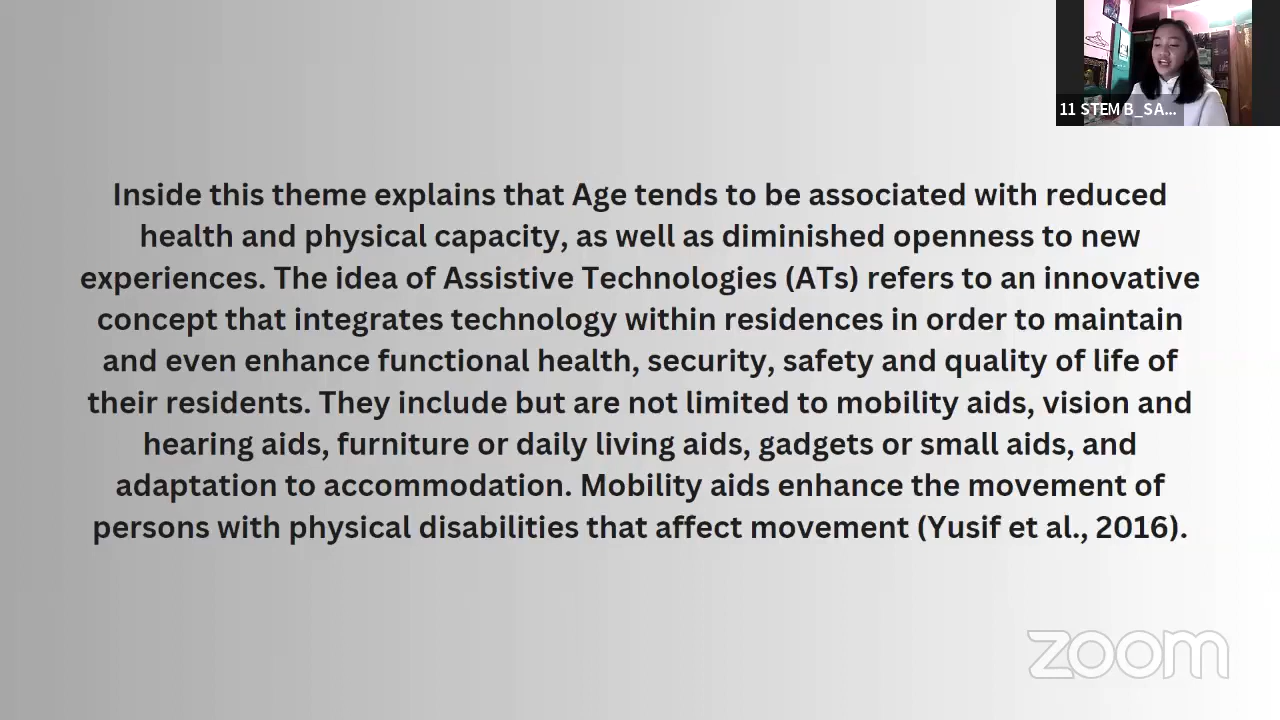 11 STEM B_SA...
Inside this theme explains that Age tends to be associated with reduced
health and physical capacity, as well as diminished openness to new
experiences. The idea of Assistive Technologies (ATs) refers to an innovative
concept that integrates technology within residences in order to maintain
and even enhance functional health, security, safety and quality of life of
their residents. They include but are not limited to mobility aids, vision and
hearing aids, furniture or daily living aids, gadgets or small aids, and
adaptation to accommodation. Mobility aids enhance the movement of
persons with physical disabilities that affect movement (Yusif et al., 2016).
zoom